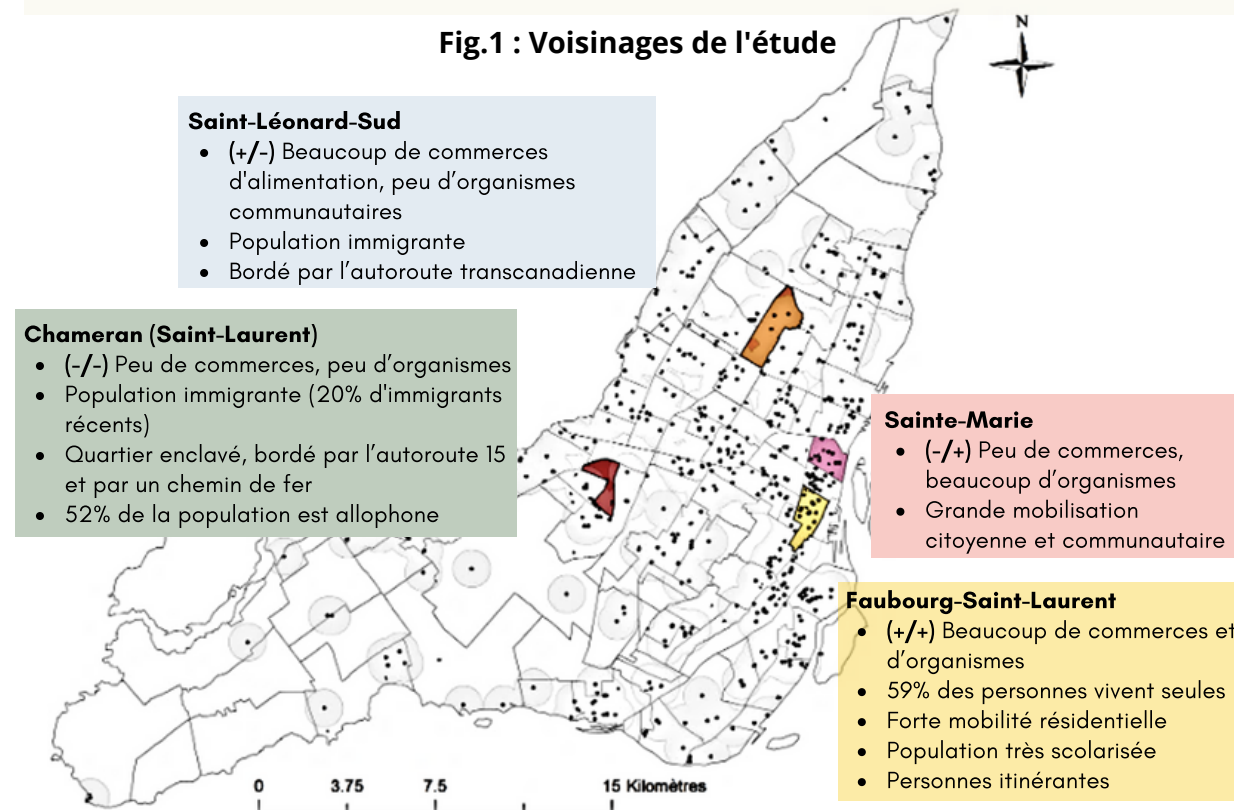 Fig.1 : Voisinages de l'étude
N
Saint-Léonard-Sud
• (+/-) Beaucoup de commerces
d'alimentation, peu d’organismes
communautaires
• Population immigrante
• Bordé par l’autoroute transcanadienne
Chameran (Saint-Laurent)
• (-/-) Peu de commerces, peu d’organismes
• Population immigrante (20% d'immigrants
récents)
• Quartier enclavé, bordé par l’autoroute 15
et par un chemin de fer
• 52% de la population est allophone
Sainte-Marie
• (-/+) Peu de commerces,
beaucoup d’organismes
• Grande mobilisation
citoyenne et communautaire
Faubourg-Saint-Laurent
• (+/+) Beaucoup de commerces et
d’organismes
• 59% des personnes vivent seules
• Forte mobilité résidentielle
• Population très scolarisée
• Personnes itinérantes
0 3.75 7.5 15 Kilomètres